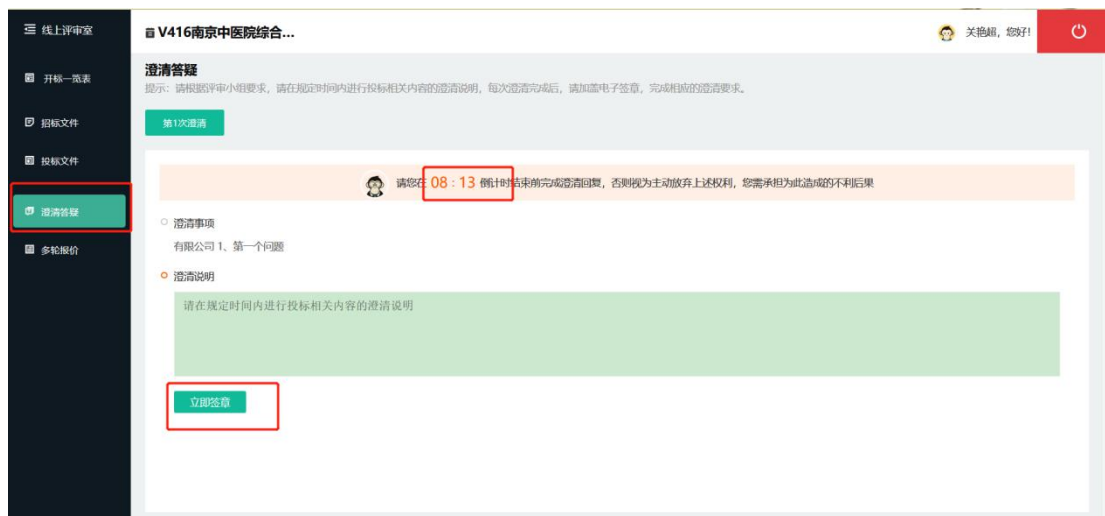 线上评审室
V416南京中医院综合...
关艳超，您好!
开标一览表
招标文件
投标文件
澄清答疑
多轮报价
澄清答疑
提示：请根据评审小组要求，请在规定时间内进行投标相关内容的澄清说明，每次澄清完成后，请加盖电子签章，完成相应的澄清要求。
第1次澄清
请您在 08：13 倒计时结束前完成澄清回复，否则视为主动放弃上述权利，您需承担为此造成的不利后果
澄清事项
有限公司 1、第一个问题
澄清说明
请在规定时间内进行投标相关内容的澄清说明
立即签章